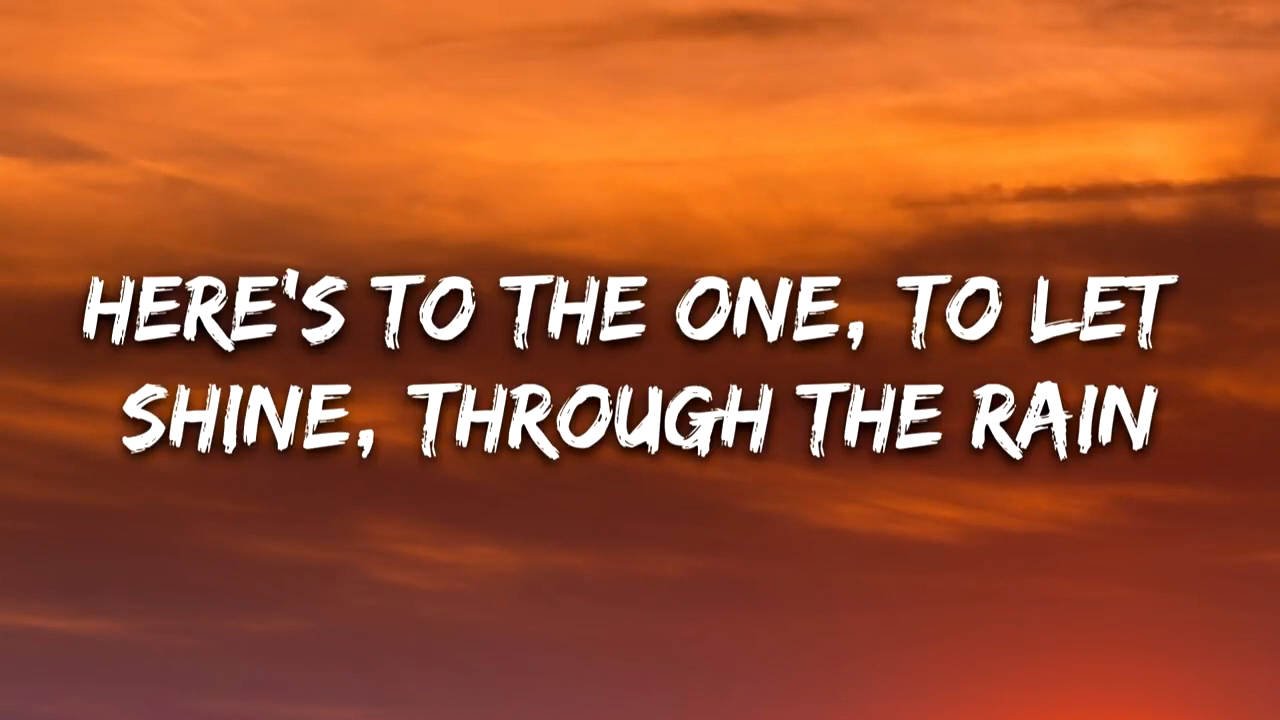 HERE'S TO THE ONE, TO LET
SHINE, THROUGH THE RAIN